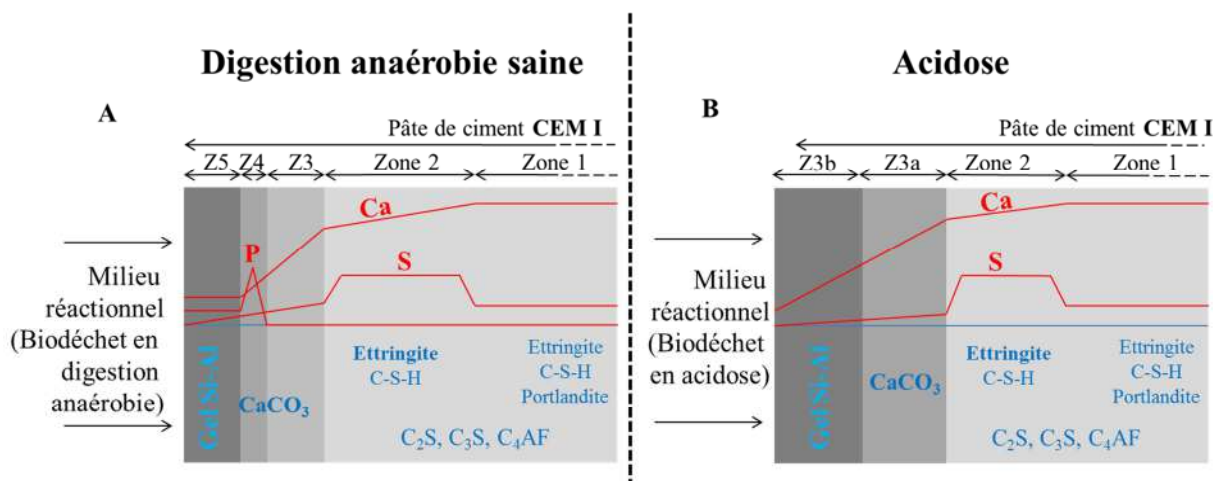 Digestion anaérobie saine
A
Pâte de ciment CEM I
Z5 Z4 Z3 Zone 2 Zone 1
Ca
P
S
Milieu
réactionnel
(Biodéchet en
digestion
anaérobie)
Gel Si-Al
CaCO₃
Ettringite
C-S-H
Ettringite
C-S-H
Portlandite
C₂S, C₃S, C₄AF
Acidose
B
Pâte de ciment CEM I
Z3b Z3a Zone 2 Zone 1
Ca
S
Milieu
réactionnel
(Biodéchet
en acidose)
Gel Si-Al
CaCO₃
Ettringite
C-S-H
Ettringite
C-S-H
Portlandite
C₂S, C₃S, C₄AF